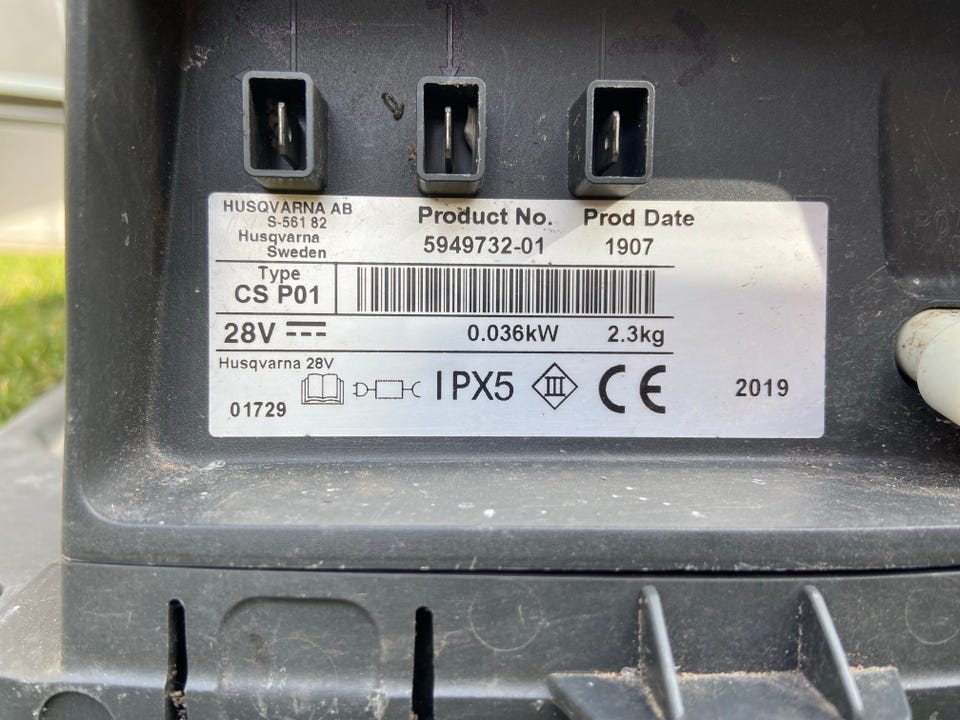 HUSQVARNA AB
S-561 82
Husqvarna
Sweden
Product No.
5949732-01
Prod Date
1907
Type
CS P01
28V
0.036kW
2.3kg
Husqvarna 28V
01729
IPX5
III
CE
2019